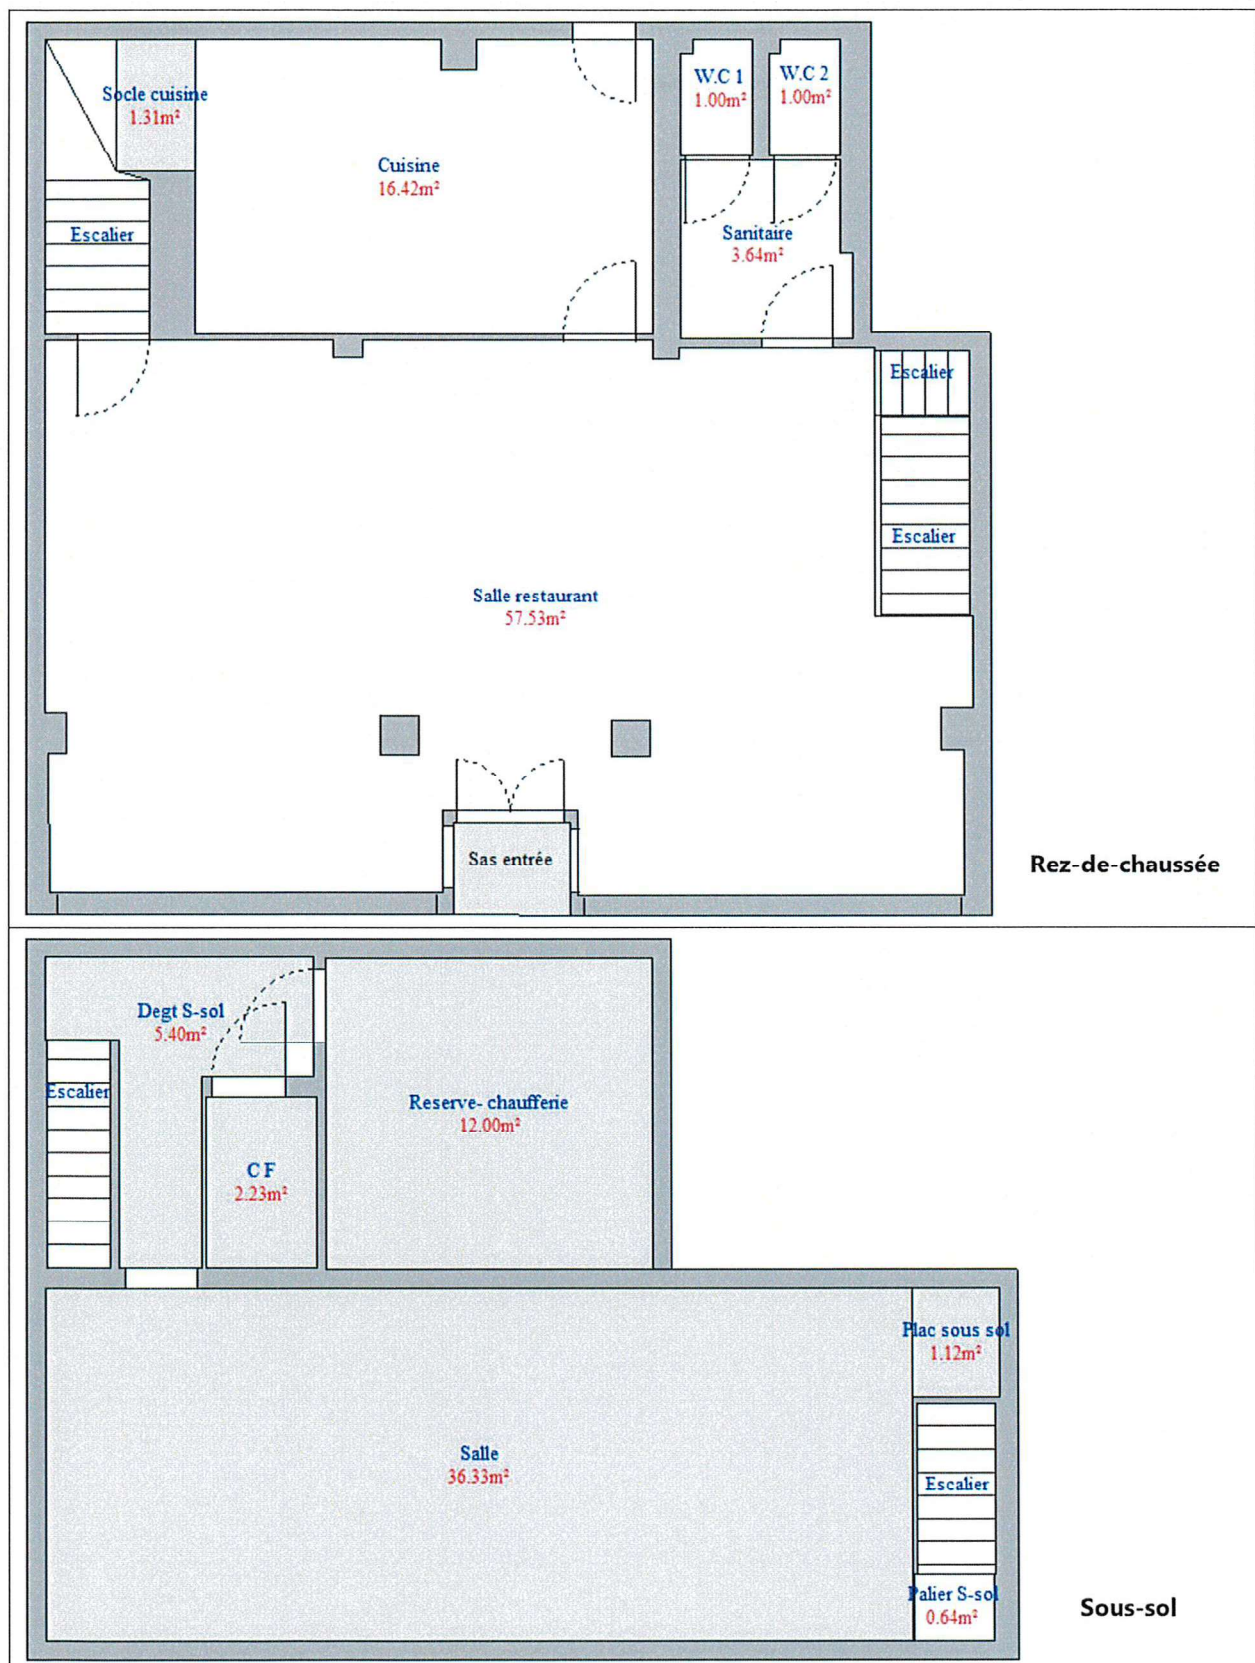 Socle cuisine
1.31m²
W.C 1
1.00m²
W.C 2
1.00m²
Cuisine
16.42m²
Escalier
Sanitaire
3.64m²
Escalier
Escalier
Salle restaurant
57.53m²
Sas entrée
Rez-de-chaussée
Degt S-sol
5.40m²
Escalier
Reserve- chaufferie
12.00m²
C F
2.23m²
Plac sous sol
1.12m²
Salle
36.33m²
Escalier
Palier S-sol
0.64m²
Sous-sol